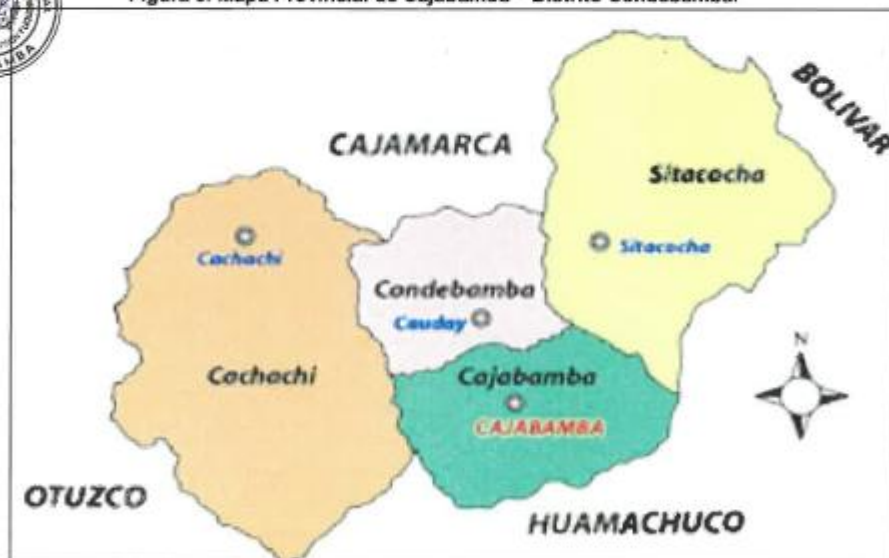 BOLIVAR
CAJAMARCA
Sitacocha
Cachachi
Sitacocha
Condebamba
Cauday
Cachachi
Cajabamba
CAJABAMBA
N
OTUZCO
HUAMACHUCO